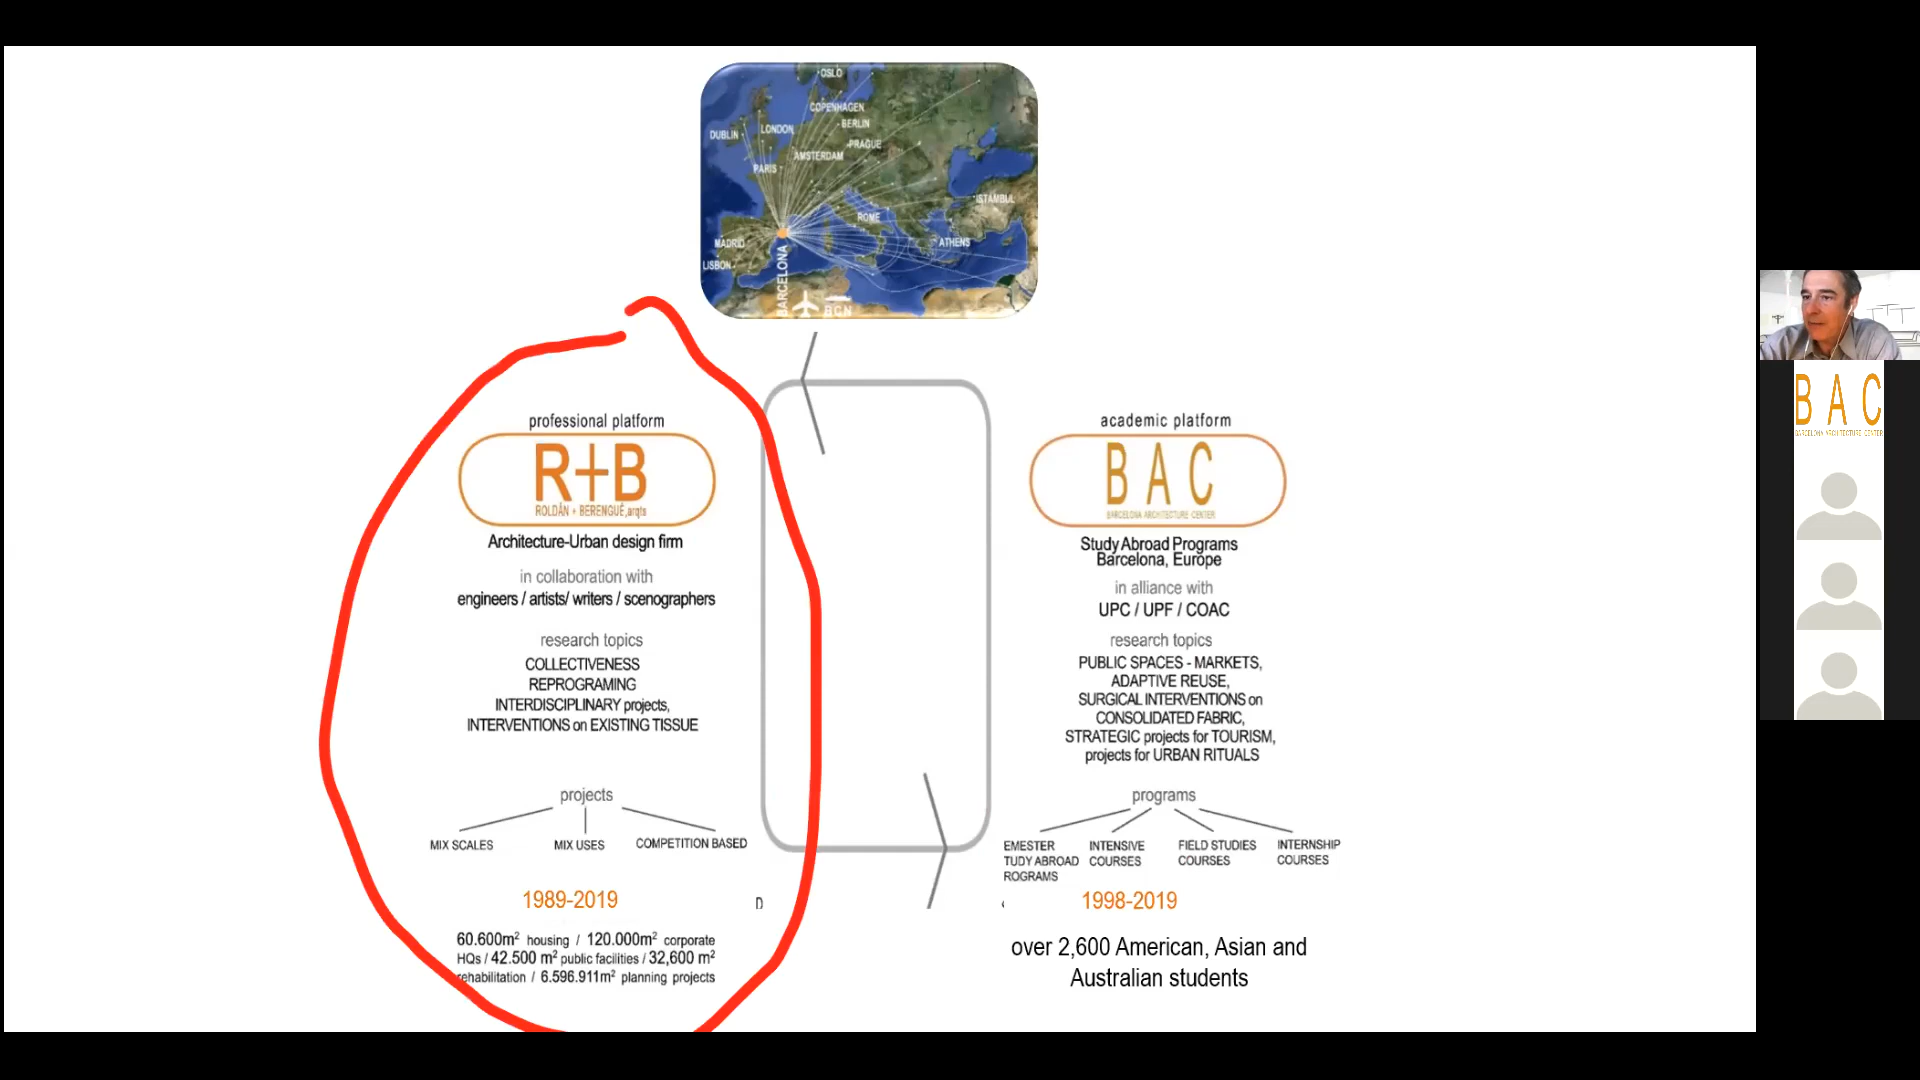 OSLO
COPENHAGEN
BERLIN
DUBLIN
LONDON
PRAGUE
AMSTERDAM
PARIS
ISTAMBUL
ROME
MADRID
ATHENS
LISBON
BARCELONA
BCN
professional platform
R+B
ROLDÁN + BERENGUÉ,arqts
Architecture-Urban design firm
in collaboration with
engineers / artists/ writers / scenographers
research topics
COLLECTIVENESS
REPROGRAMING
INTERDISCIPLINARY projects,
INTERVENTIONS on EXISTING TISSUE
projects
MIX SCALES
MIX USES
COMPETITION BASED
1989-2019
60.600m² housing / 120.000m² corporate
HQs / 42.500 m² public facilities / 32,600 m²
rehabilitation / 6.596.911m² planning projects
D
academic platform
B A C
BARCELONA ARCHITECTURE CENTER
Study Abroad Programs
Barcelona, Europe
in alliance with
UPC / UPF / COAC
research topics
PUBLIC SPACES - MARKETS,
ADAPTIVE REUSE,
SURGICAL INTERVENTIONS on
CONSOLIDATED FABRIC,
STRATEGIC projects for TOURISM,
projects for URBAN RITUALS
programs
EMESTER
TUDY ABROAD
ROGRAMS
INTENSIVE
COURSES
FIELD STUDIES
COURSES
INTERNSHIP
COURSES
1998-2019
over 2,600 American, Asian and
Australian students
B A C
BARCELONA ARCHITECTURE CENTER